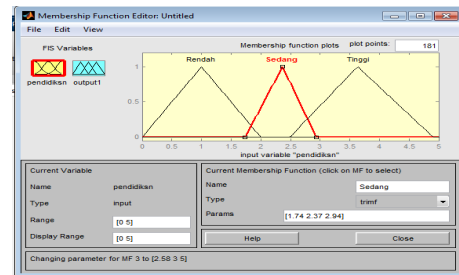 Membership Function Editor: Untitled
File Edit View
FIS Variables
Membership function plots plot points: 181
pendidiksn output1
Rendah Sedang Tinggi
1
0.5
0
0 0.5 1 1.5 2 2.5 3 3.5 4 4.5 5
input variable "pendidiksn"
Current Variable
Name pendidiksn
Type input
Range [0 5]
Display Range [0 5]
Current Membership Function (click on MF to select)
Name Sedang
Type trimf
Params [1.74 2.37 2.94]
Help Close
Changing parameter for MF 3 to [2.58 3 5]